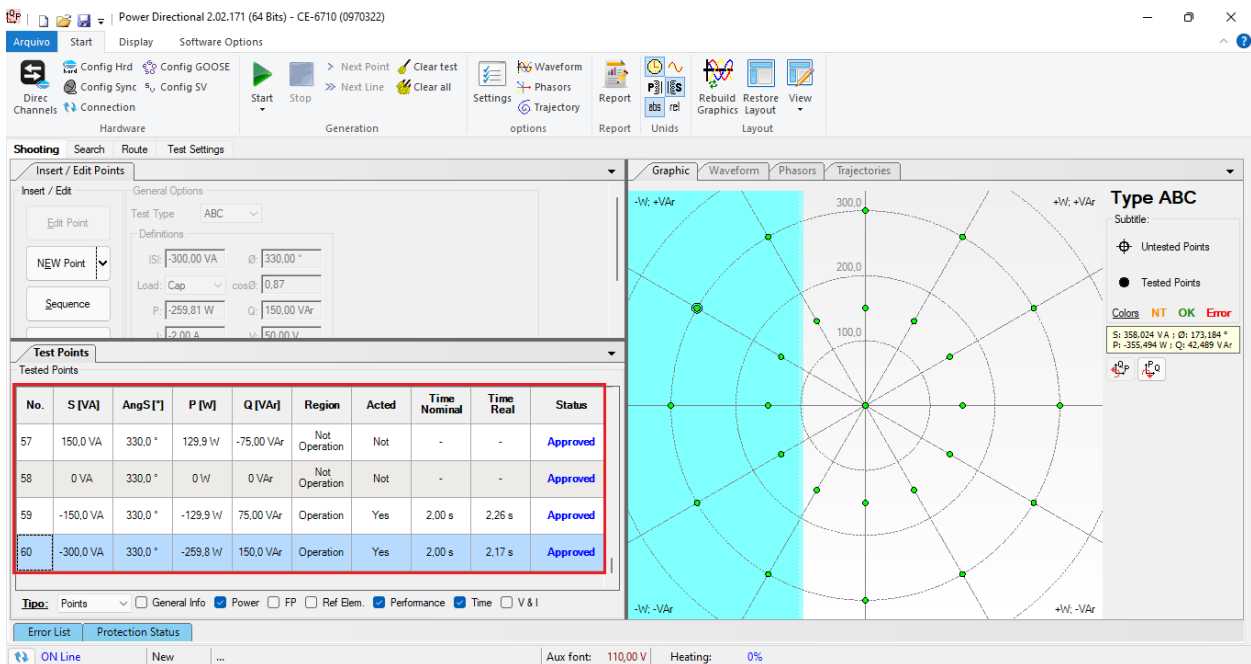 Power Directional 2.02.171 (64 Bits) - CE-6710 (0970322)
Arquivo Start Display Software Options
Direc Channels
Config Hrd Config GOOSE
Config Sync Config SV
Connection
Hardware
Start
Stop
Next Point Clear test
Next Line Clear all
Generation
Settings
Waveform
Phasors
Trajectory
options
Report
Report
abs rel
Unids
Rebuild Graphics
Restore Layout
View
Layout
Shooting Search Route Test Settings
Insert / Edit Points
Insert / Edit
Edit Point
NEW Point
Sequence
General Options
Test Type ABC
Definitions
|S|: -300,00 VA Ø: 330,00 °
Load: Cap cosØ: 0,87
P: -259,81 W Q: 150,00 VAr
I: -2,00 A V: 50,00 V
Test Points
Tested Points
No. S [VA] AngS [°] P [W] Q [VAr] Region Acted Time Nominal Time Real Status
57 150,0 VA 330,0 ° 129,9 W -75,00 VAr Not Operation Not - - Approved
58 0 VA 330,0 ° 0 W 0 VAr Not Operation Not - - Approved
59 -150,0 VA 330,0 ° -129,9 W 75,00 VAr Operation Yes 2,00 s 2,26 s Approved
60 -300,0 VA 330,0 ° -259,8 W 150,0 VAr Operation Yes 2,00 s 2,17 s Approved
Tipo: Points General Info Power FP Ref Elem. Performance Time V & I
Graphic Waveform Phasors Trajectories
-W; +VAr
+W; +VAr
300,0
200,0
100,0
-W; -VAr
+W; -VAr
Type ABC
Subtitle:
Untested Points
Tested Points
Colors NT OK Error
S: 358,024 VA ; Ø: 173,184 °
P: -355,494 W ; Q: 42,489 VAr
Error List Protection Status
ON Line New ... Aux font: 110,00 V Heating: 0%